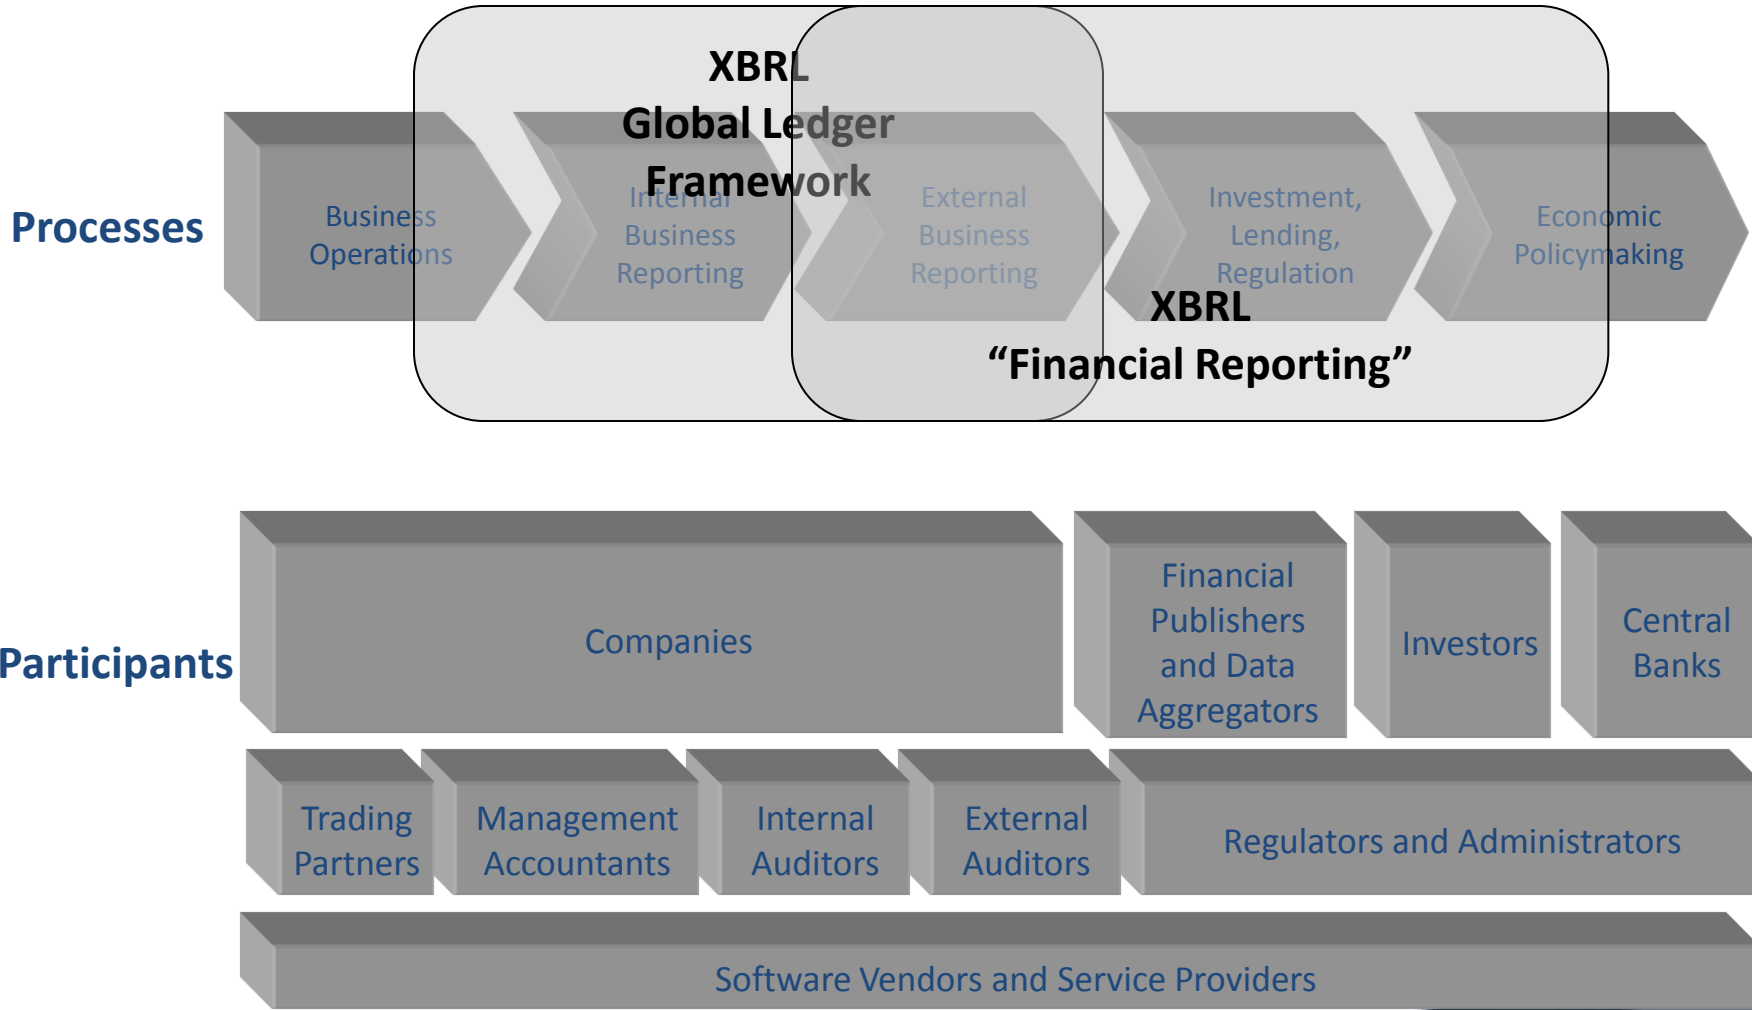 XBRL
Global Ledger
Framework
Processes
Business
Operations
Internal
Business
Reporting
External
Business
Reporting
Investment,
Lending,
Regulation
Economic
Policymaking
XBRL
“Financial Reporting”
Participants
Companies
Financial
Publishers
and Data
Aggregators
Investors
Central
Banks
Trading
Partners
Management
Accountants
Internal
Auditors
External
Auditors
Regulators and Administrators
Software Vendors and Service Providers